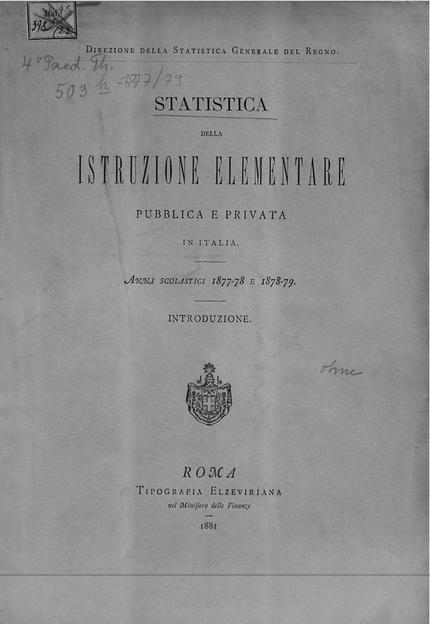 DIREZIONE DELLA STATISTICA GENERALE DEL REGNO.
4° Paed. Th.
503 h -1877/79
STATISTICA
DELLA
ISTRUZIONE ELEMENTARE
PUBBLICA E PRIVATA
IN ITALIA.
ANNI SCOLASTICI 1877-78 E 1878-79.
INTRODUZIONE.
ohne
ROMA
TIPOGRAFIA ELZEVIRIANA
nel Ministero delle Finanze
1881